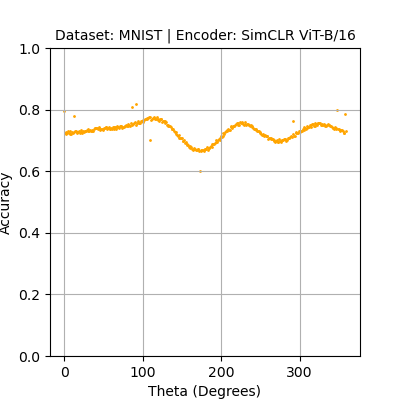 Dataset: MNIST | Encoder: SimCLR ViT-B/16
1.0
0.8
0.6
0.4
0.2
0.0
Accuracy
0 100 200 300
Theta (Degrees)